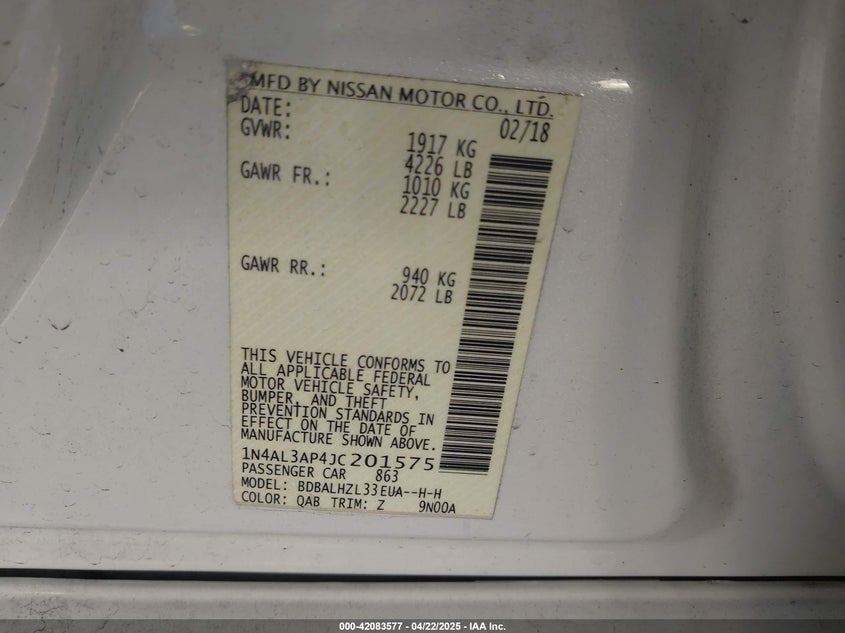 MFD BY NISSAN MOTOR CO., LTD.
DATE: 02/18
GVWR: 1917 KG
4226 LB
GAWR FR.: 1010 KG
2227 LB
GAWR RR.: 940 KG
2072 LB
THIS VEHICLE CONFORMS TO
ALL APPLICABLE FEDERAL
MOTOR VEHICLE SAFETY,
BUMPER, AND THEFT
PREVENTION STANDARDS IN
EFFECT ON THE DATE OF
MANUFACTURE SHOWN ABOVE.
1N4AL3AP4JC201575
PASSENGER CAR 863
MODEL: BDBALHZL33EUA--H-H
COLOR: QAB TRIM: Z 9N00A
000-42083577 - 04/22/2025 - IAA Inc.